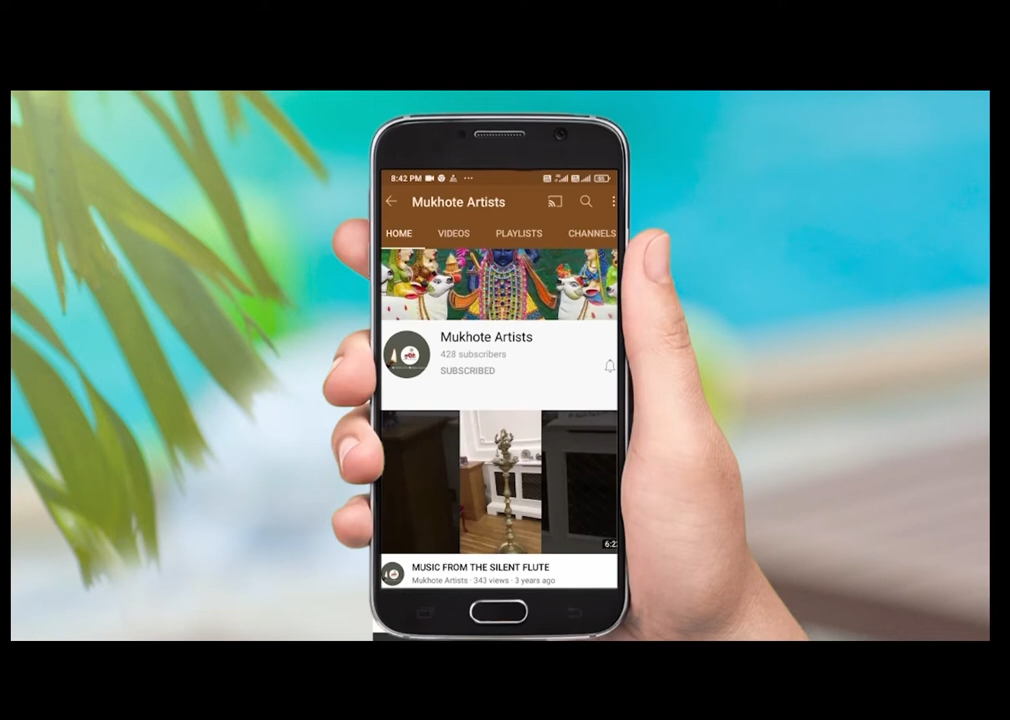 8:42 PM
Mukhote Artists
HOME VIDEOS PLAYLISTS CHANNELS
Mukhote Artists
428 subscribers
SUBSCRIBED
6:2
MUSIC FROM THE SILENT FLUTE
Mukhote Artists · 343 views · 3 years ago